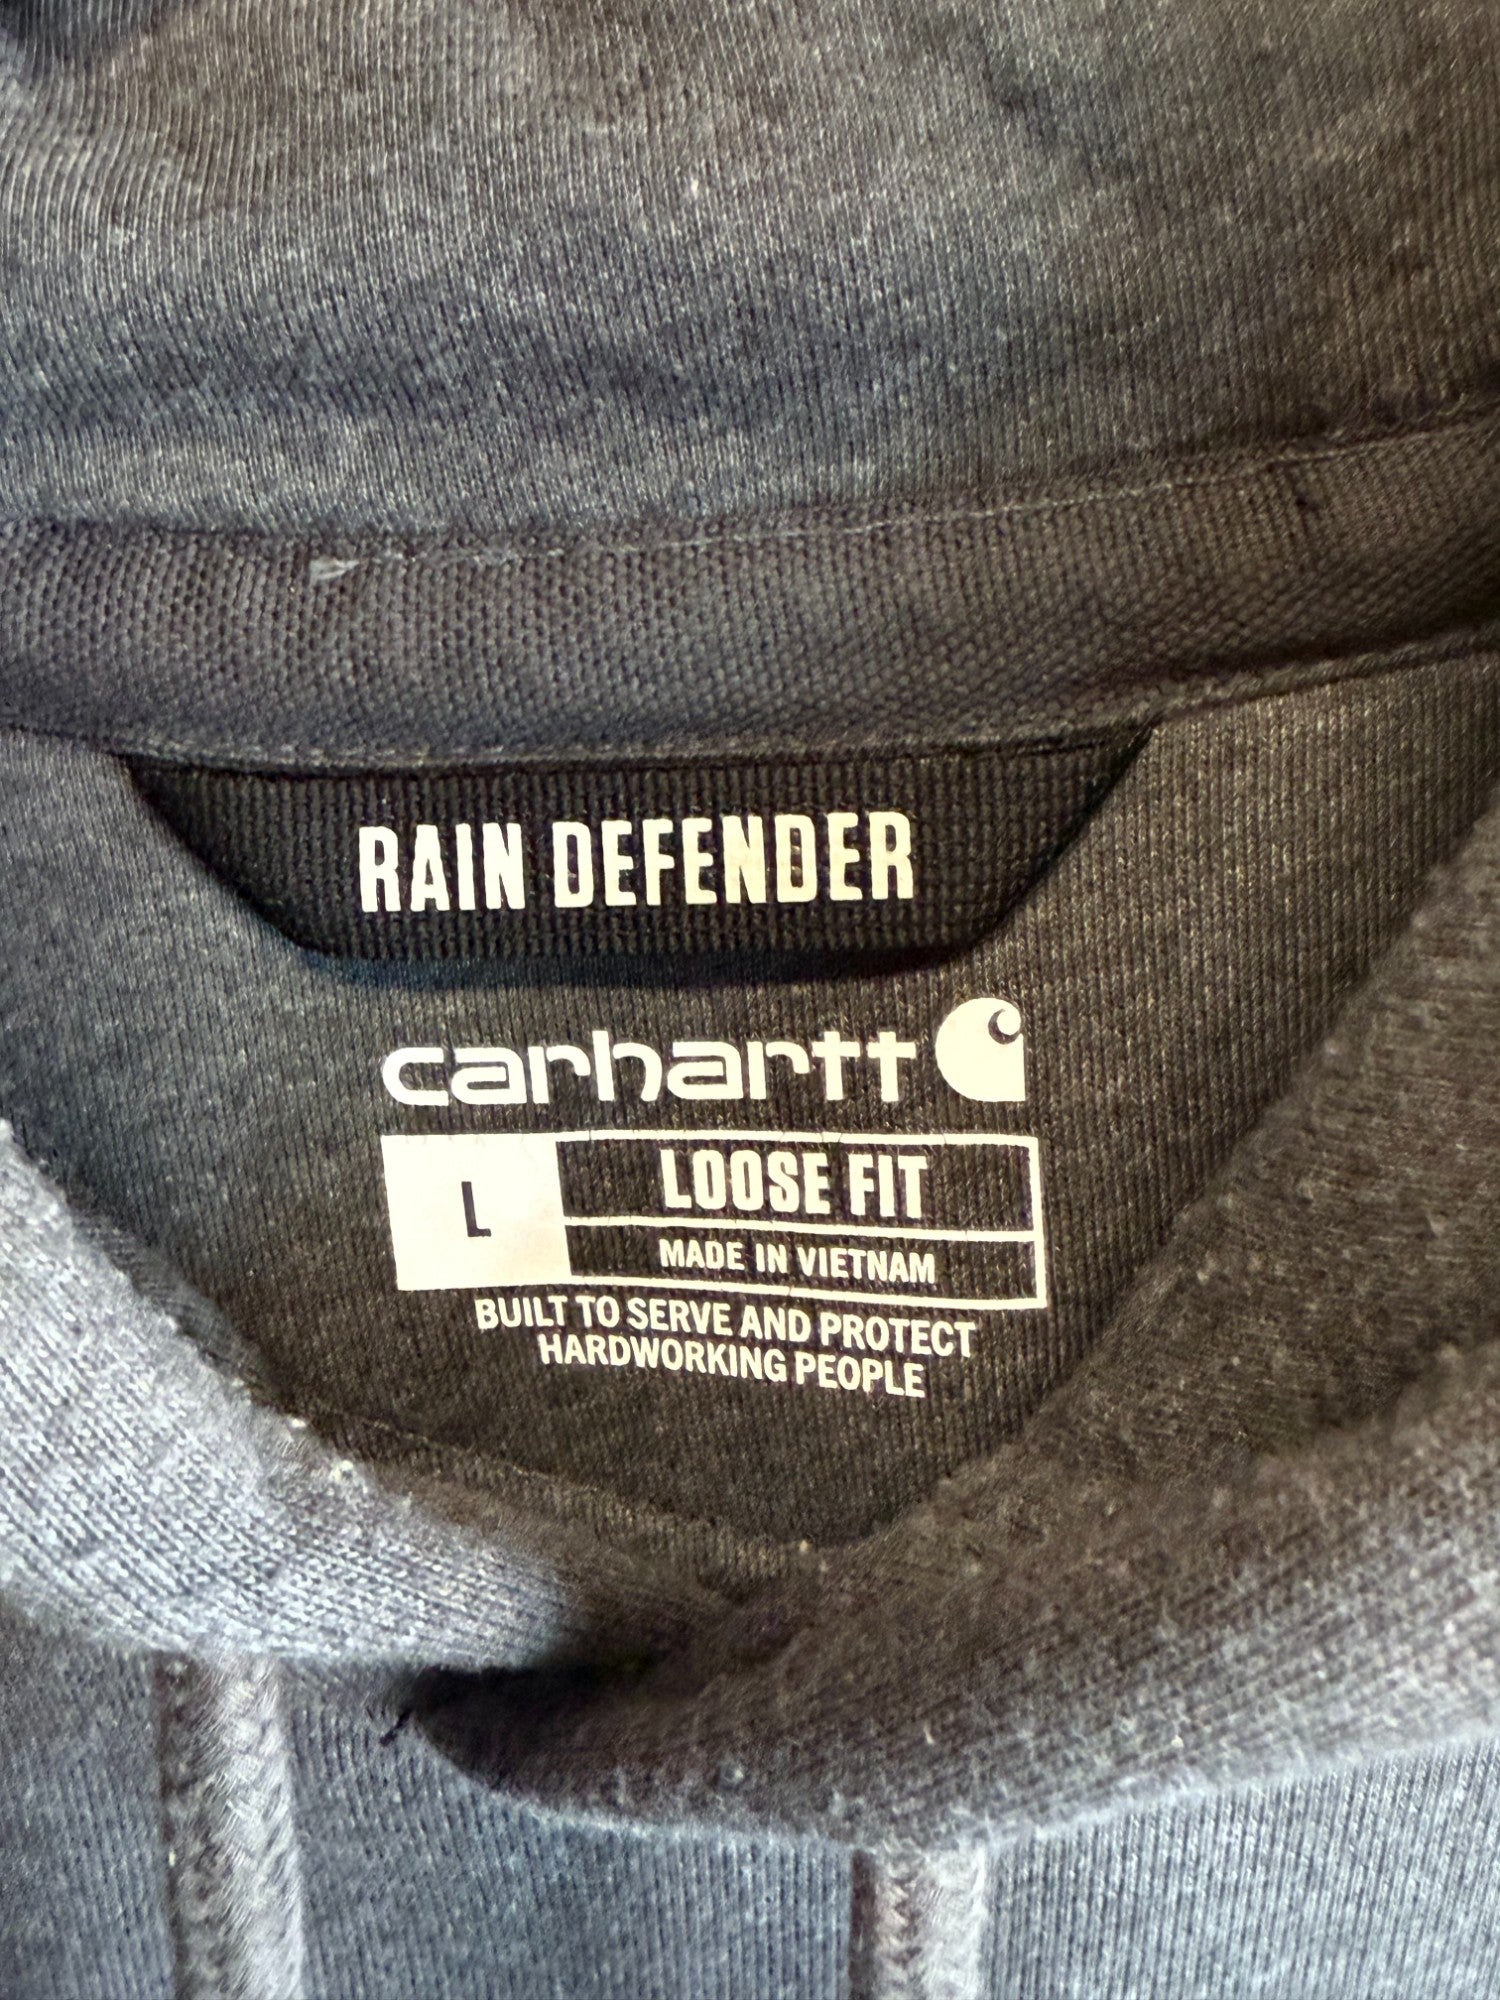 RAIN DEFENDER
carhartt
L
LOOSE FIT
MADE IN VIETNAM
BUILT TO SERVE AND PROTECT
HARDWORKING PEOPLE